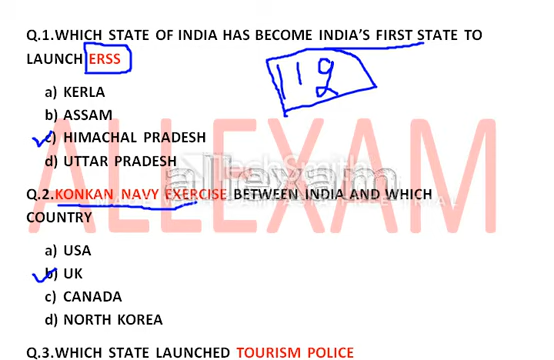 Q.1.WHICH STATE OF INDIA HAS BECOME INDIA'S FIRST STATE TO
LAUNCH ERSS
112
a) KERLA
b) ASSAM
c) HIMACHAL PRADESH
d) UTTAR PRADESH
ALLEXAM
Q.2.KONKAN NAVY EXERCISE BETWEEN INDIA AND WHICH
COUNTRY
a) USA
b) UK
c) CANADA
d) NORTH KOREA
Q.3.WHICH STATE LAUNCHED TOURISM POLICE